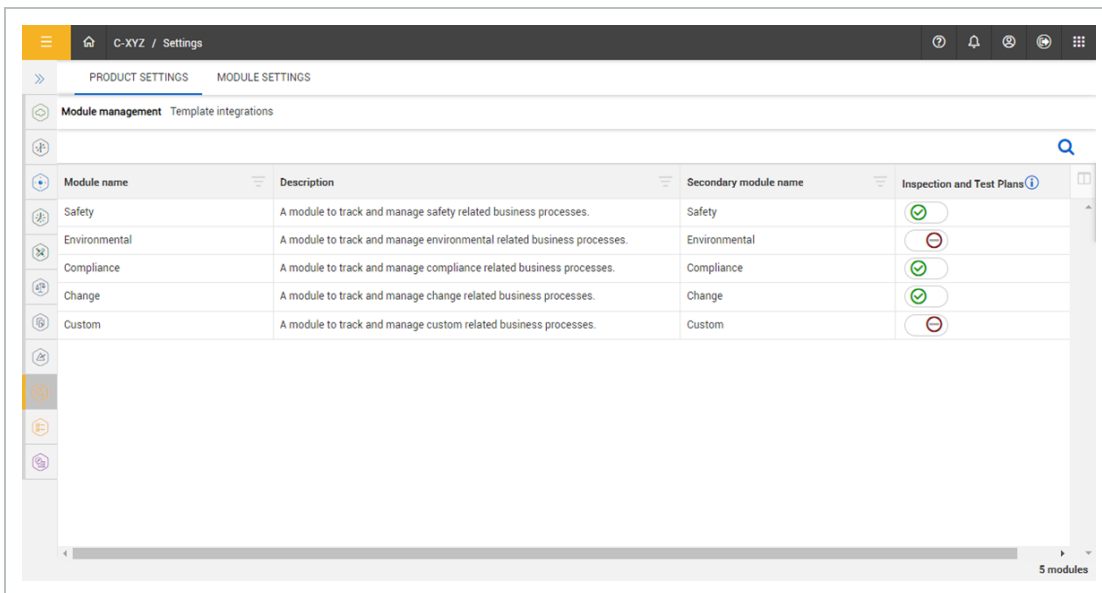 C-XYZ / Settings
PRODUCT SETTINGS MODULE SETTINGS
Module management Template integrations
Module name Description Secondary module name Inspection and Test Plans
Safety A module to track and manage safety related business processes. Safety
Environmental A module to track and manage environmental related business processes. Environmental
Compliance A module to track and manage compliance related business processes. Compliance
Change A module to track and manage change related business processes. Change
Custom A module to track and manage custom related business processes. Custom
5 modules